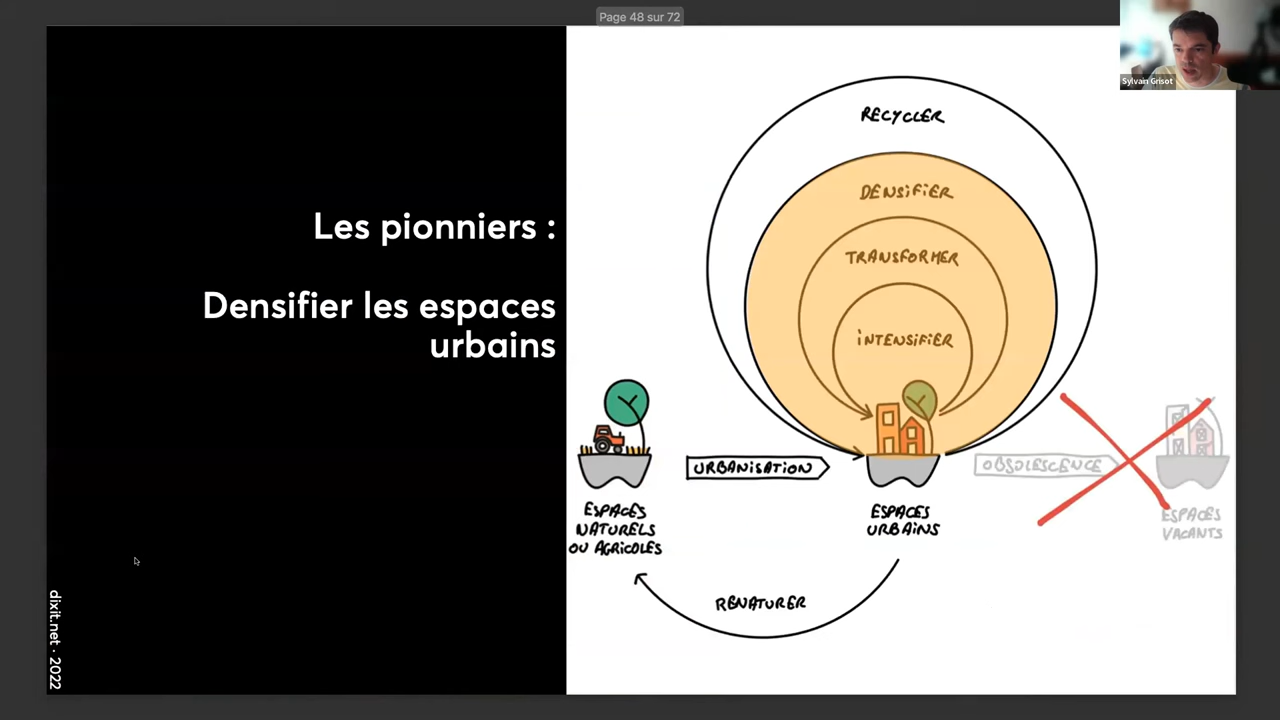 Page 48 sur 72
Sylvain Grisot
Les pionniers :
Densifier les espaces
urbains
RECYCLER
DENSiFiER
TRANSFORMER
iNTENSiFiER
URBANISATION
OBSOLESCENCE
ESPACES
NATURELS
OU AGRiCOLES
ESPACES
URBAiNS
ESPACES
VACANTS
RENATURER
dixit.net · 2022